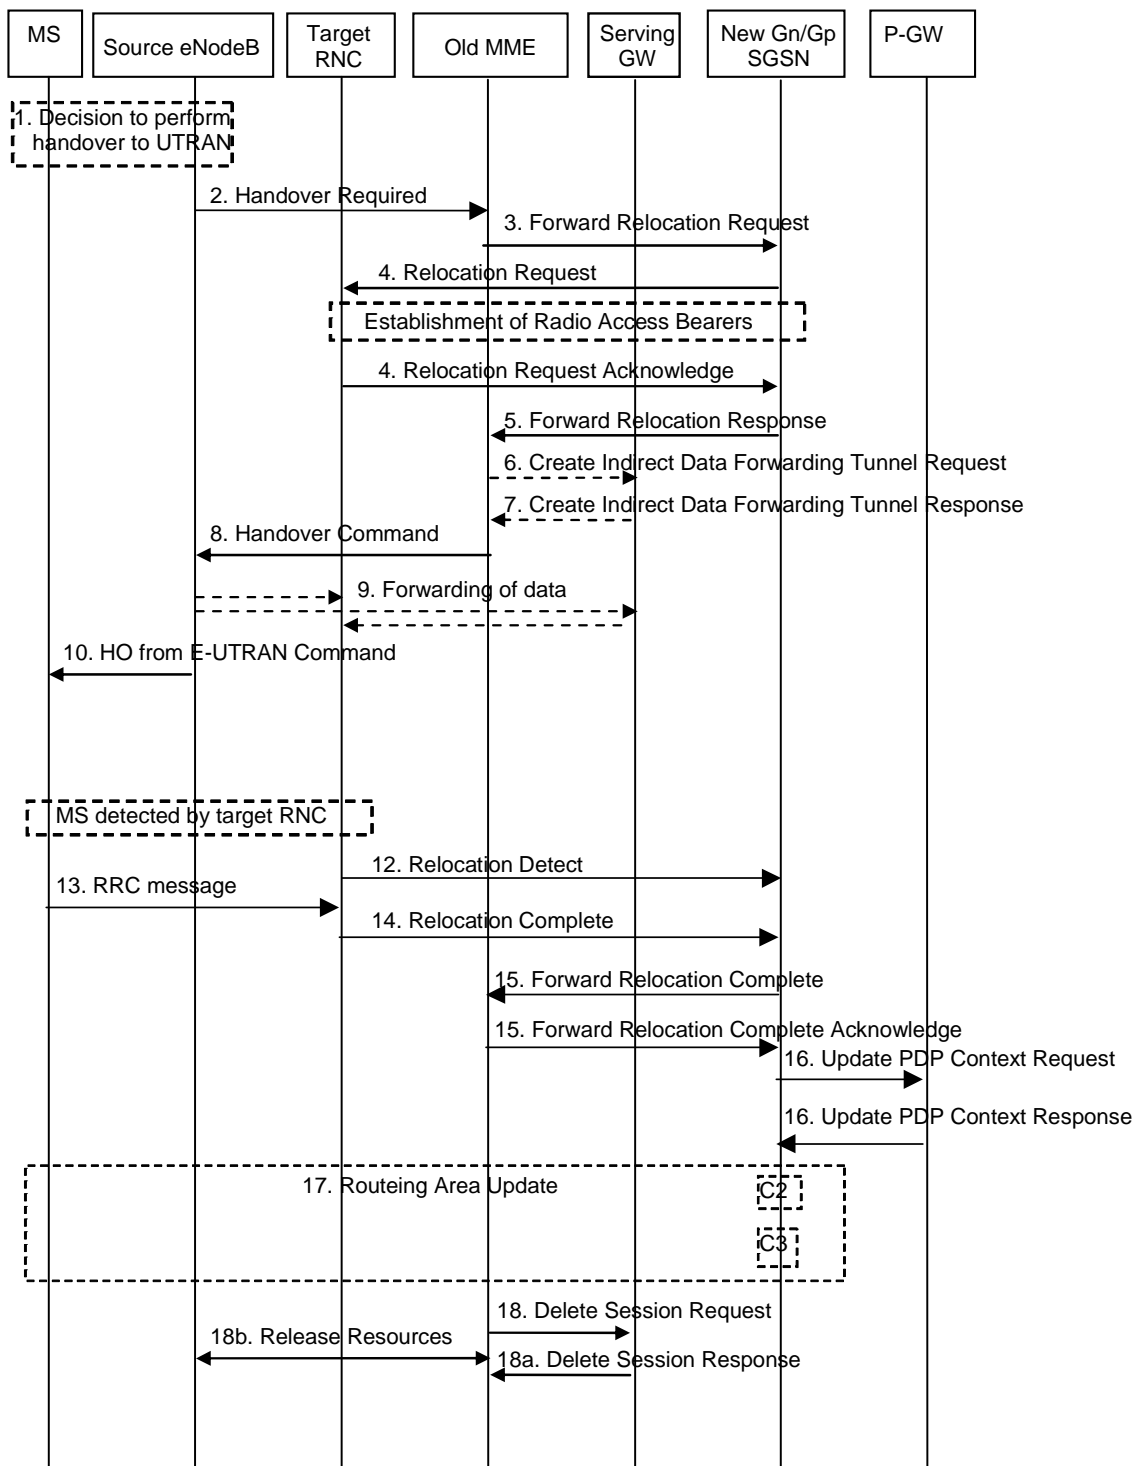 MS
Source eNodeB
Target
RNC
Old MME
Serving
GW
New Gn/Gp
SGSN
P-GW
1. Decision to perform
handover to UTRAN
2. Handover Required
3. Forward Relocation Request
4. Relocation Request
Establishment of Radio Access Bearers
4. Relocation Request Acknowledge
5. Forward Relocation Response
6. Create Indirect Data Forwarding Tunnel Request
7. Create Indirect Data Forwarding Tunnel Response
8. Handover Command
9. Forwarding of data
10. HO from E-UTRAN Command
MS detected by target RNC
12. Relocation Detect
13. RRC message
14. Relocation Complete
15. Forward Relocation Complete
15. Forward Relocation Complete Acknowledge
16. Update PDP Context Request
16. Update PDP Context Response
17. Routeing Area Update
C2
C3
18. Delete Session Request
18b. Release Resources
18a. Delete Session Response